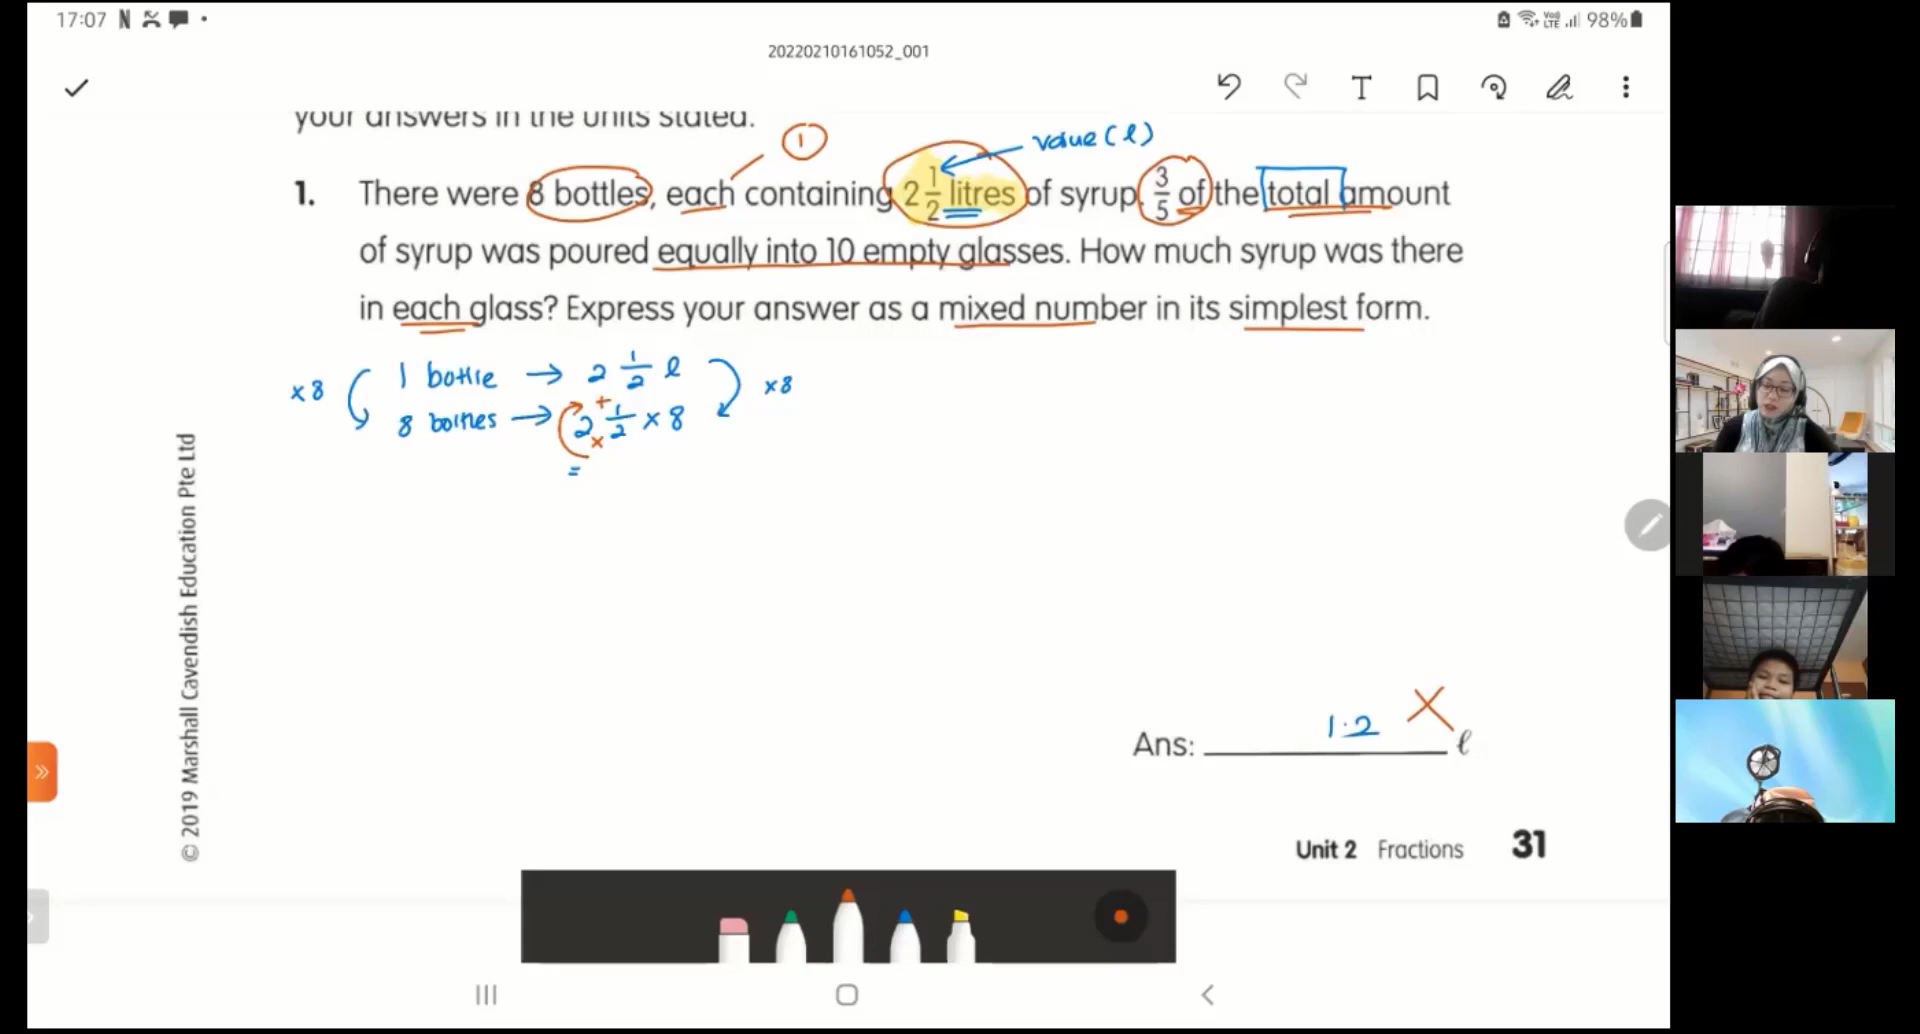 17:07 N
Vo) LTE 98%
20220210161052_001
T
your answers in the units stated.
1
value (ℓ)
1. There were 8 bottles, each containing 2 1/2 litres of syrup. 3/5 of the total amount
of syrup was poured equally into 10 empty glasses. How much syrup was there
in each glass? Express your answer as a mixed number in its simplest form.
×8 1 bottle → 2 1/2 ℓ ×8
8 bottles → 2 1/2 × 8
+
×
=
© 2019 Marshall Cavendish Education Pte Ltd
1.2 X
Ans: ℓ
Unit 2 Fractions 31